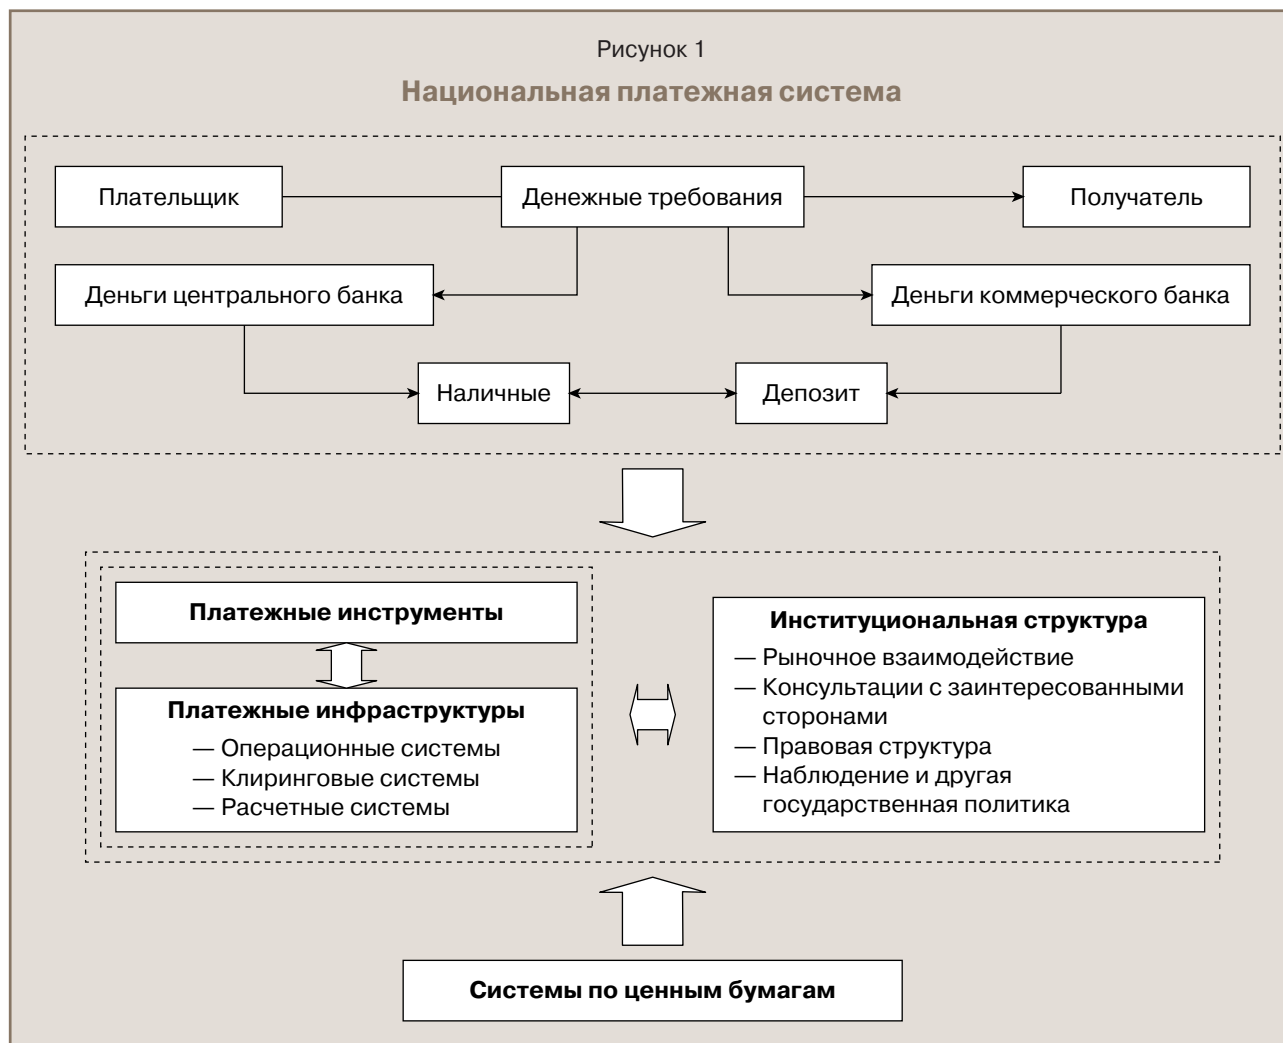 Рисунок 1
Национальная платежная система
Плательщик
Денежные требования
Получатель
Деньги центрального банка
Деньги коммерческого банка
Наличные
Депозит
Платежные инструменты
Платежные инфраструктуры
— Операционные системы
— Клиринговые системы
— Расчетные системы
Институциональная структура
— Рыночное взаимодействие
— Консультации с заинтересованными
сторонами
— Правовая структура
— Наблюдение и другая
государственная политика
Системы по ценным бумагам